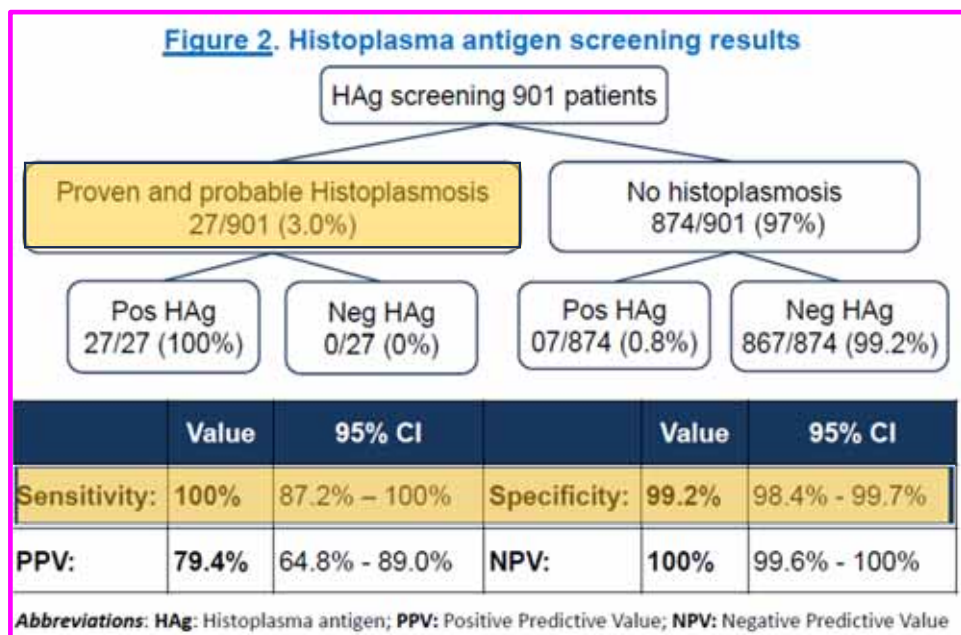 Figure 2. Histoplasma antigen screening results
HAg screening 901 patients
Proven and probable Histoplasmosis
27/901 (3.0%)
No histoplasmosis
874/901 (97%)
Pos HAg
27/27 (100%)
Neg HAg
0/27 (0%)
Pos HAg
07/874 (0.8%)
Neg HAg
867/874 (99.2%)
Value 95% CI Value 95% CI
Sensitivity: 100% 87.2% – 100% Specificity: 99.2% 98.4% - 99.7%
PPV: 79.4% 64.8% - 89.0% NPV: 100% 99.6% - 100%
Abbreviations: HAg: Histoplasma antigen; PPV: Positive Predictive Value; NPV: Negative Predictive Value